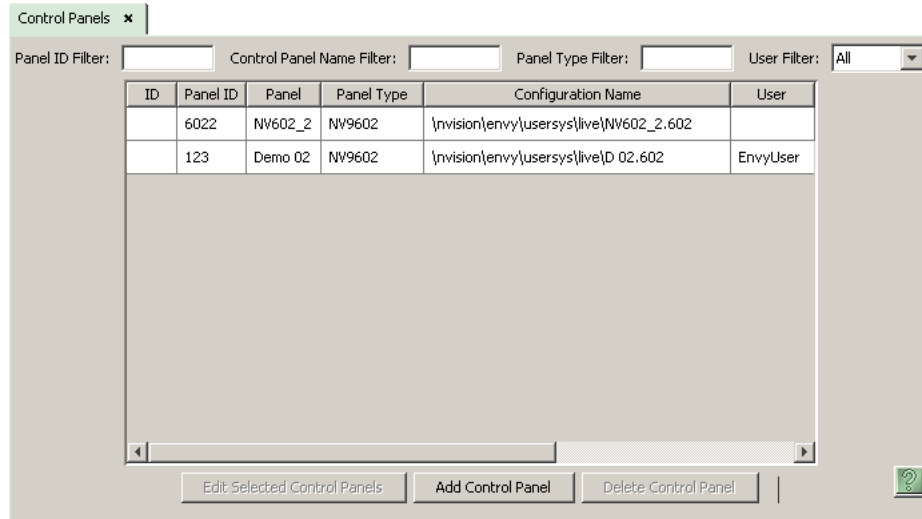 Control Panels ×
Panel ID Filter: Control Panel Name Filter: Panel Type Filter: User Filter: All
ID Panel ID Panel Panel Type Configuration Name User
6022 NV602_2 NV9602 \nvision\envy\usersys\live\NV602_2.602
123 Demo 02 NV9602 \nvision\envy\usersys\live\D 02.602 EnvyUser
Edit Selected Control Panels Add Control Panel Delete Control Panel ?